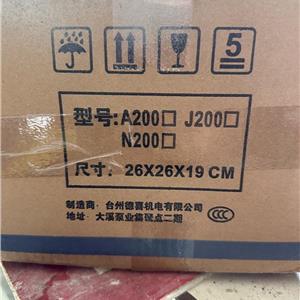 5
型号:A200□ J200□
N200□
尺寸: 26X26X19 CM
制造商: 台州德喜机电有限公司
地址: 大溪泵业集聚点二期
CCC